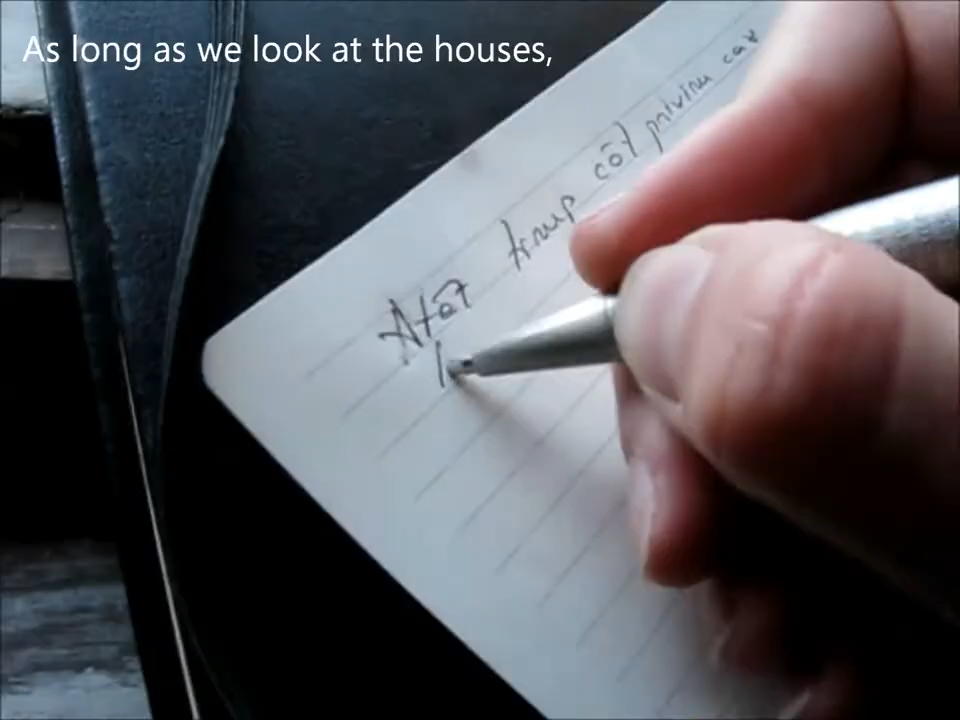 As long as we look at the houses,
Atât timp cât privim